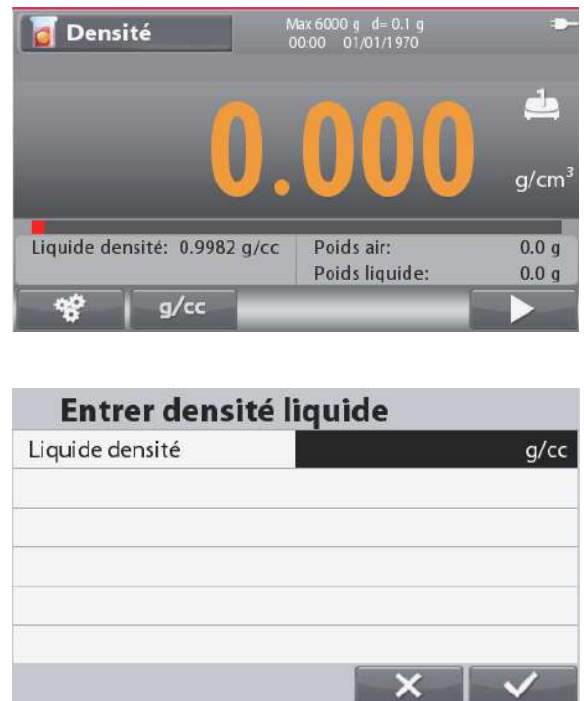 Densité
Max 6000 g d= 0.1 g
00:00 01/01/1970
1
0.000
g/cm³
Liquide densité: 0.9982 g/cc
Poids air: 0.0 g
Poids liquide: 0.0 g
g/cc
Entrer densité liquide
Liquide densité g/cc